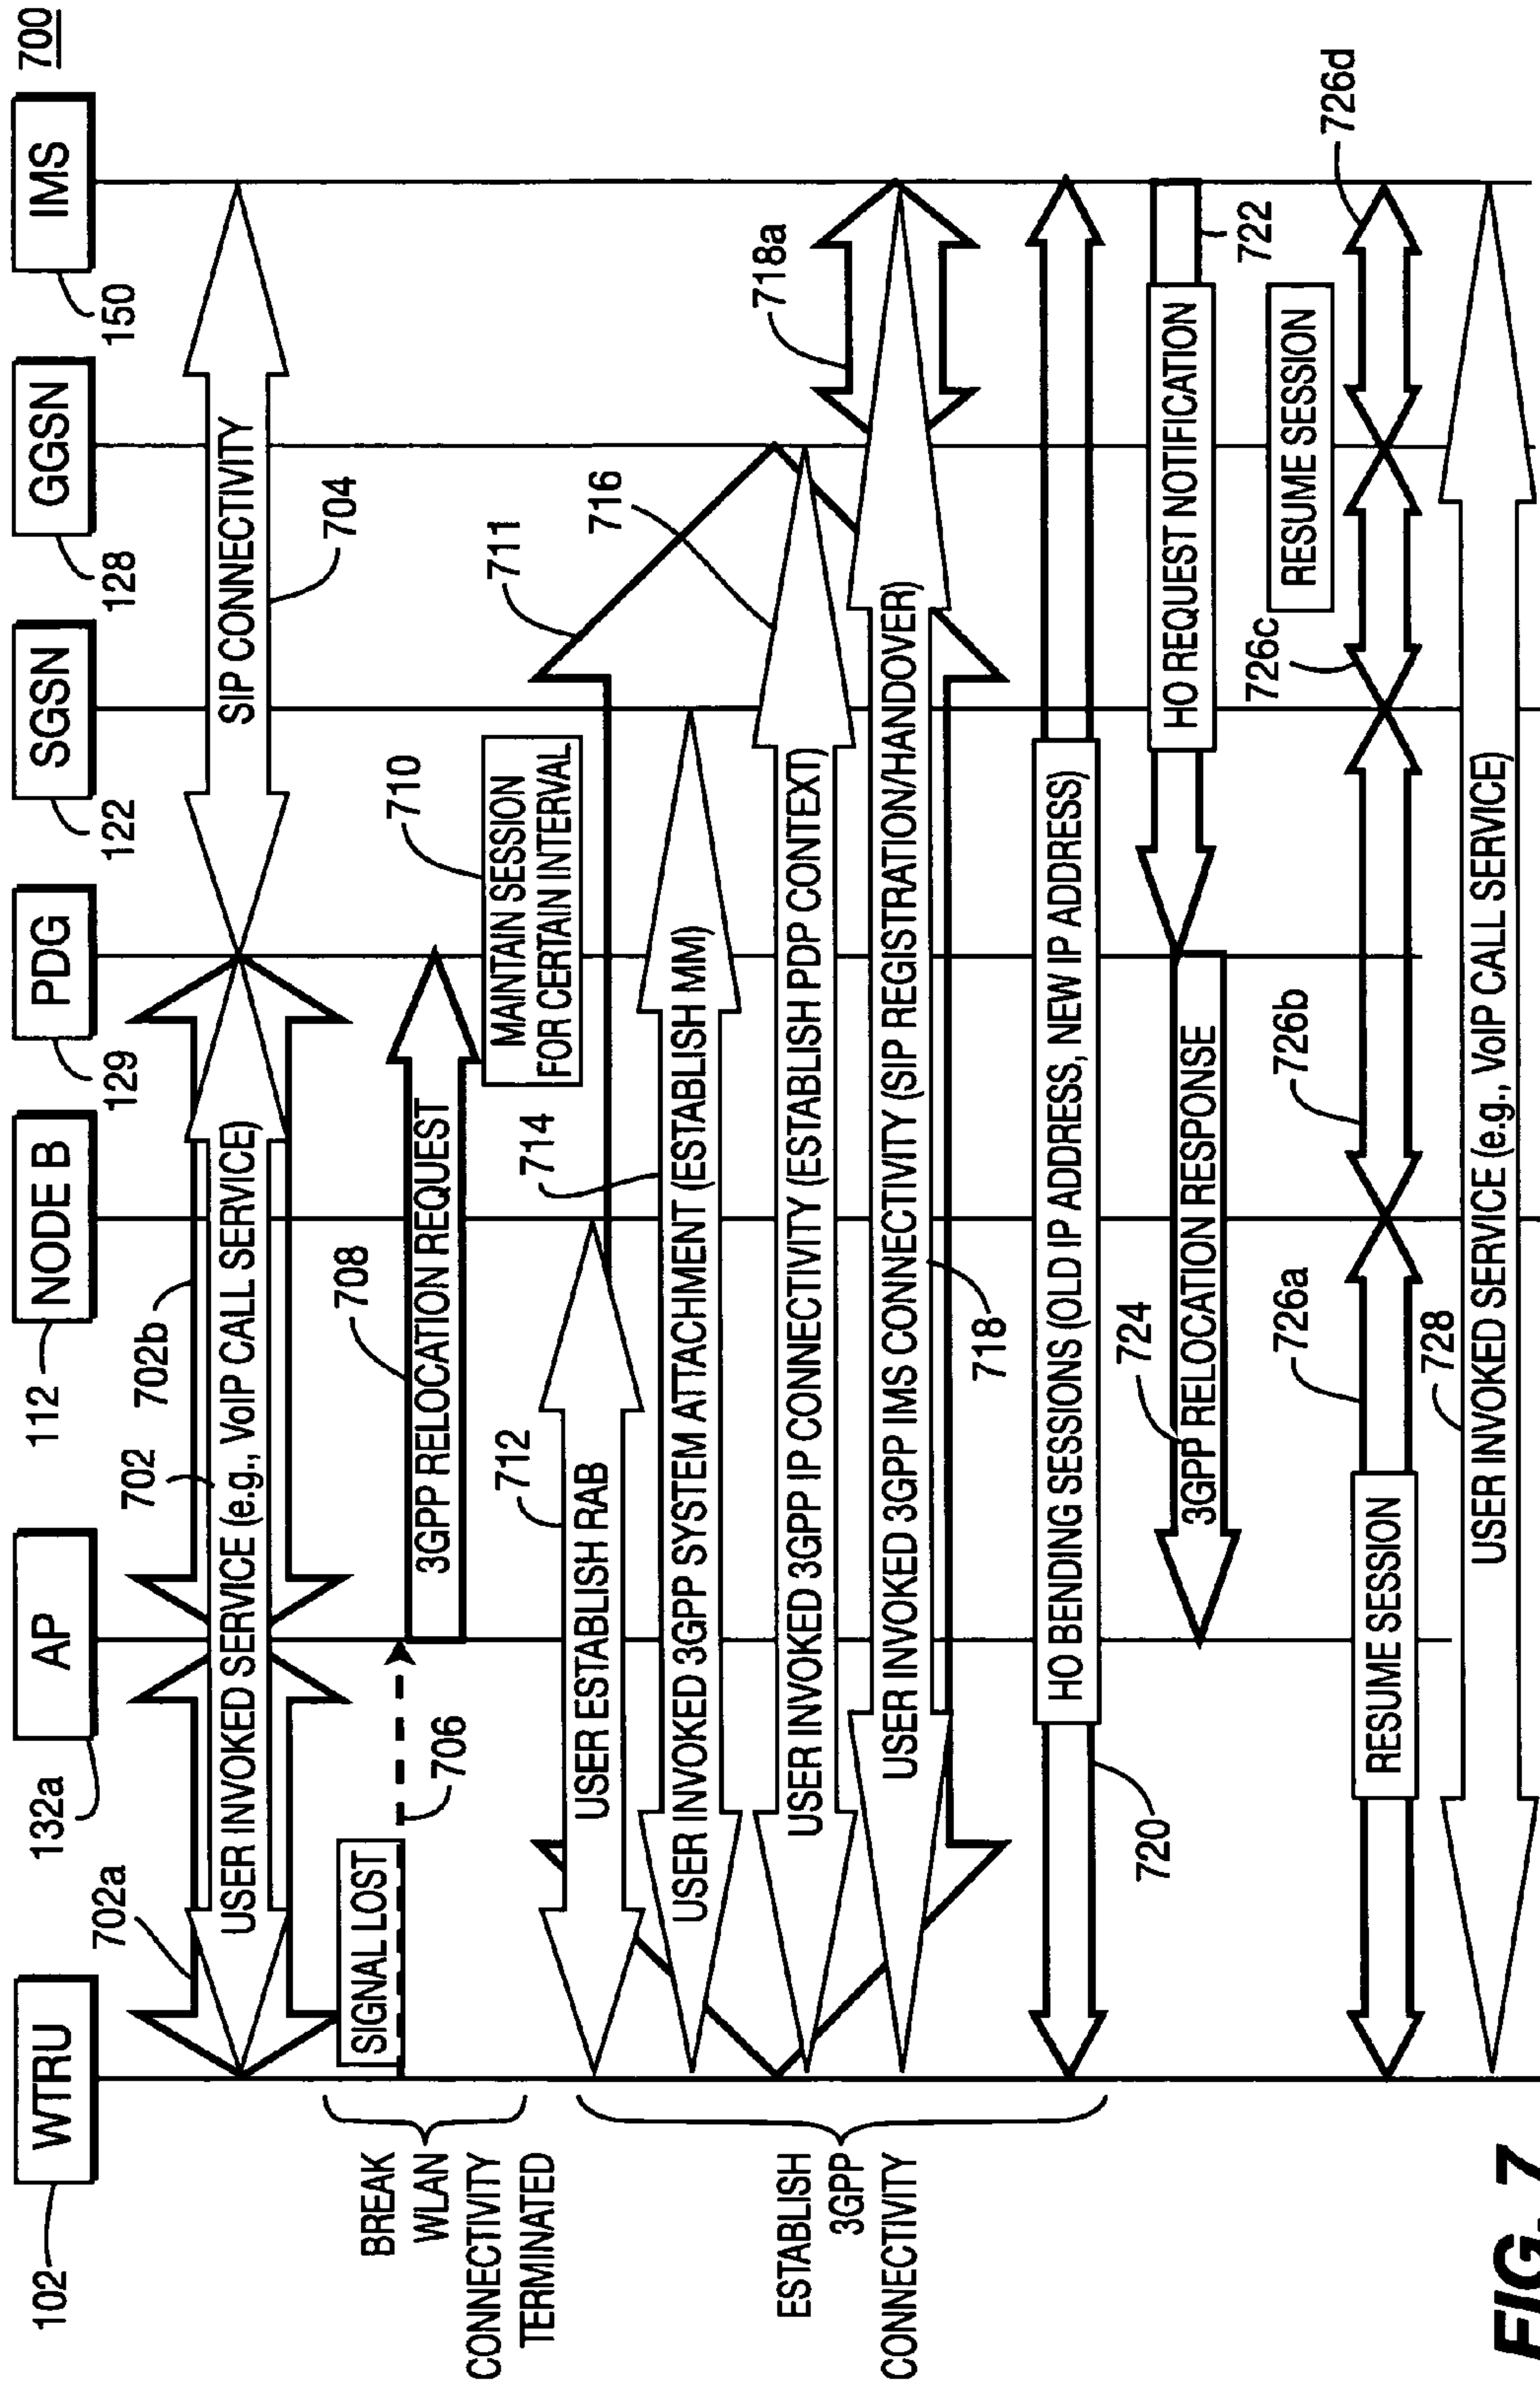 700
WTRU
AP
NODE B
PDG
SGSN
GGSN
IMS
102
132a
112
129
122
128
150
702a
702
702b
USER INVOKED SERVICE (e.g., VoIP CALL SERVICE)
SIP CONNECTIVITY
704
BREAK
WLAN
CONNECTIVITY
TERMINATED
SIGNAL LOST
706
708
3GPP RELOCATION REQUEST
710
MAINTAIN SESSION
FOR CERTAIN INTERVAL
711
ESTABLISH
3GPP
CONNECTIVITY
712
USER ESTABLISH RAB
714
USER INVOKED 3GPP SYSTEM ATTACHMENT (ESTABLISH MM)
716
USER INVOKED 3GPP IP CONNECTIVITY (ESTABLISH PDP CONTEXT)
718a
USER INVOKED 3GPP IMS CONNECTIVITY (SIP REGISTRATION/HANDOVER)
718
HO BENDING SESSIONS (OLD IP ADDRESS, NEW IP ADDRESS)
720
HO REQUEST NOTIFICATION
722
724
3GPP RELOCATION RESPONSE
RESUME SESSION
726a
726b
726c
RESUME SESSION
726d
728
USER INVOKED SERVICE (e.g., VoIP CALL SERVICE)
FIG. 7